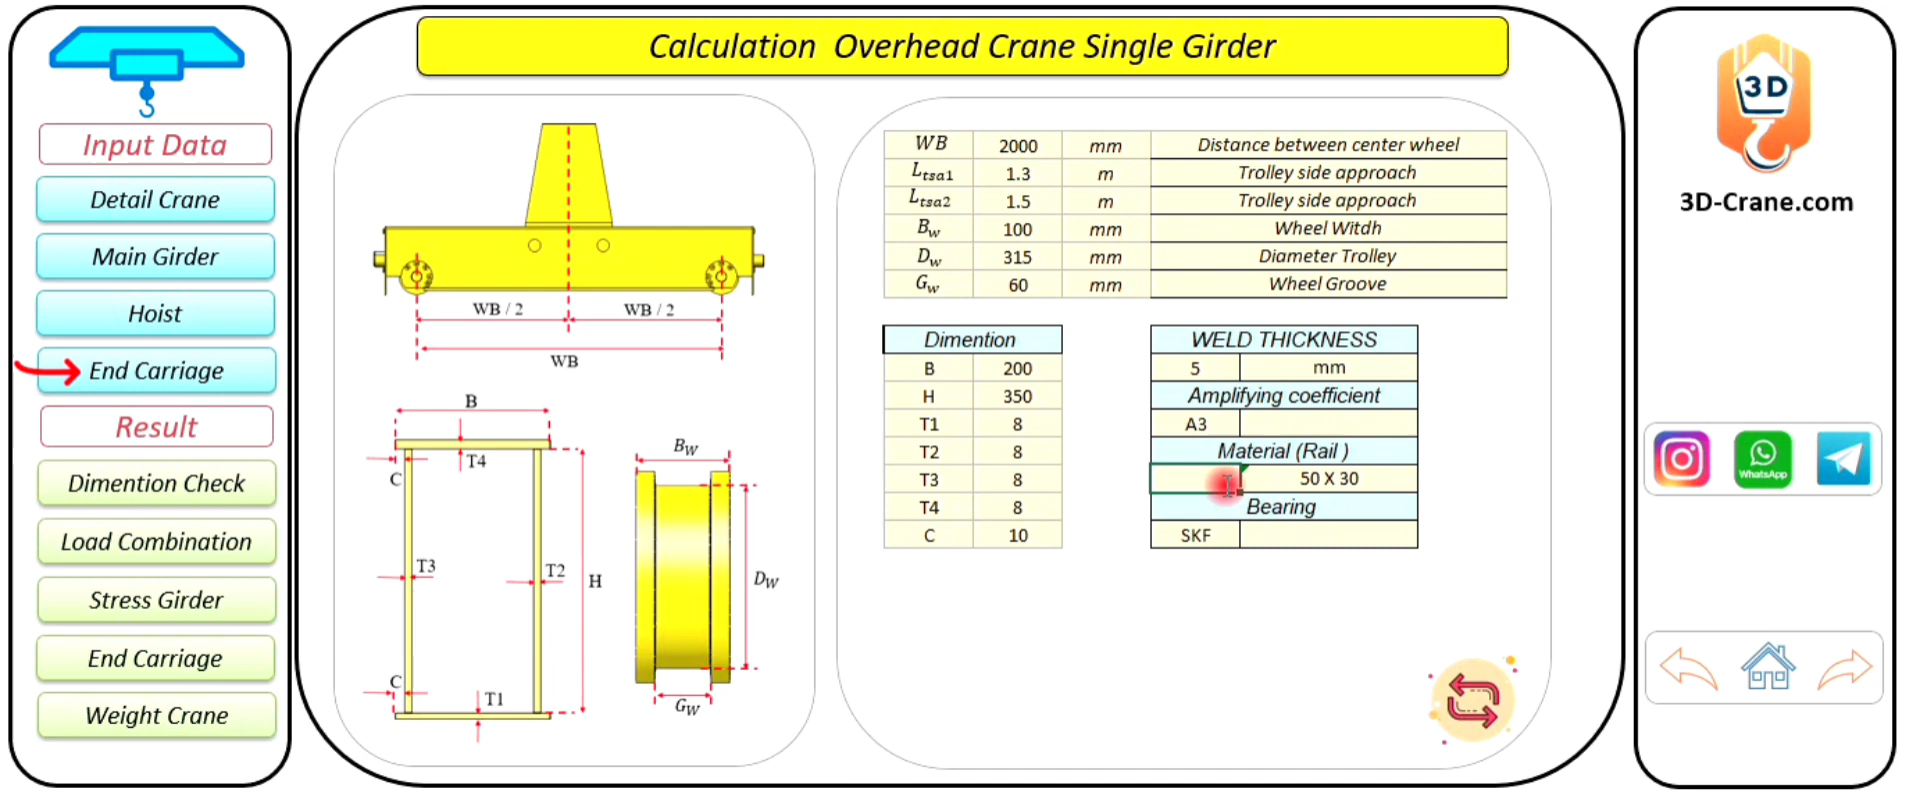 Calculation Overhead Crane Single Girder
Input Data
Detail Crane
Main Girder
Hoist
End Carriage
Result
Dimention Check
Load Combination
Stress Girder
End Carriage
Weight Crane
WB / 2 WB / 2
WB
B
T4
C
T3
T2
H
C
T1
BW
DW
GW
WB 2000 mm Distance between center wheel
Ltsa1 1.3 m Trolley side approach
Ltsa2 1.5 m Trolley side approach
Bw 100 mm Wheel Witdh
Dw 315 mm Diameter Trolley
Gw 60 mm Wheel Groove
Dimention
B 200
H 350
T1 8
T2 8
T3 8
T4 8
C 10
WELD THICKNESS
5 mm
Amplifying coefficient
A3
Material (Rail )
50 X 30
Bearing
SKF
3D
3D-Crane.com
WhatsApp